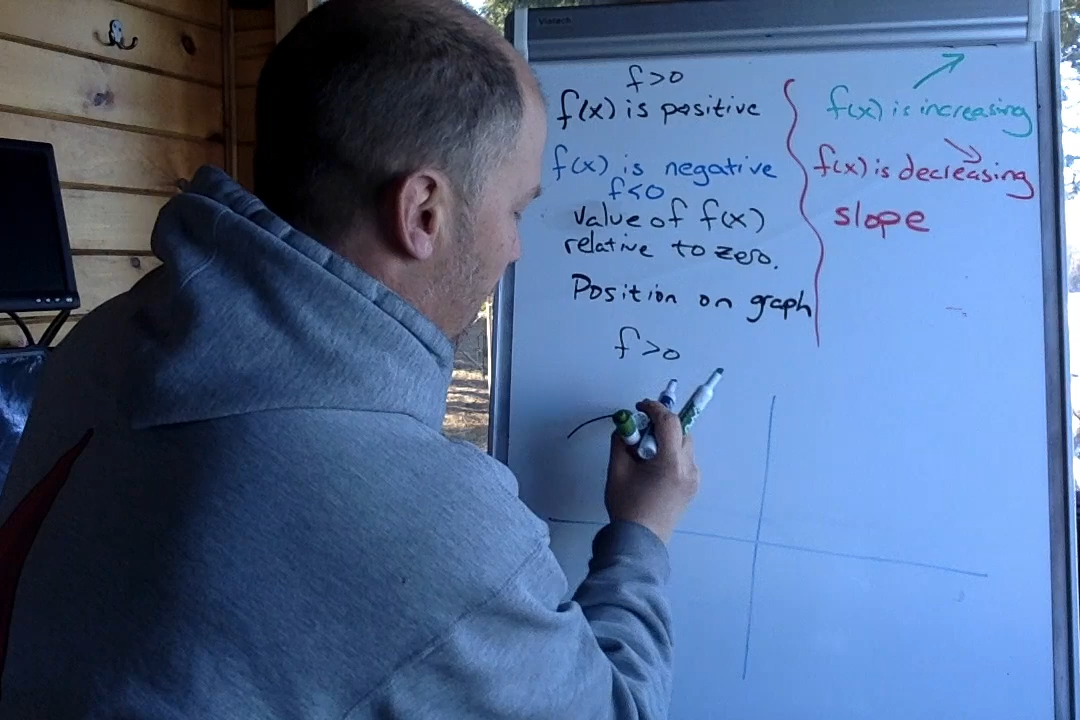 Viatech
f>0
f(x) is positive
f(x) is negative
f<0
Value of f(x)
relative to zero.
Position on graph
f>0
f(x) is increasing
f(x) is decreasing
slope